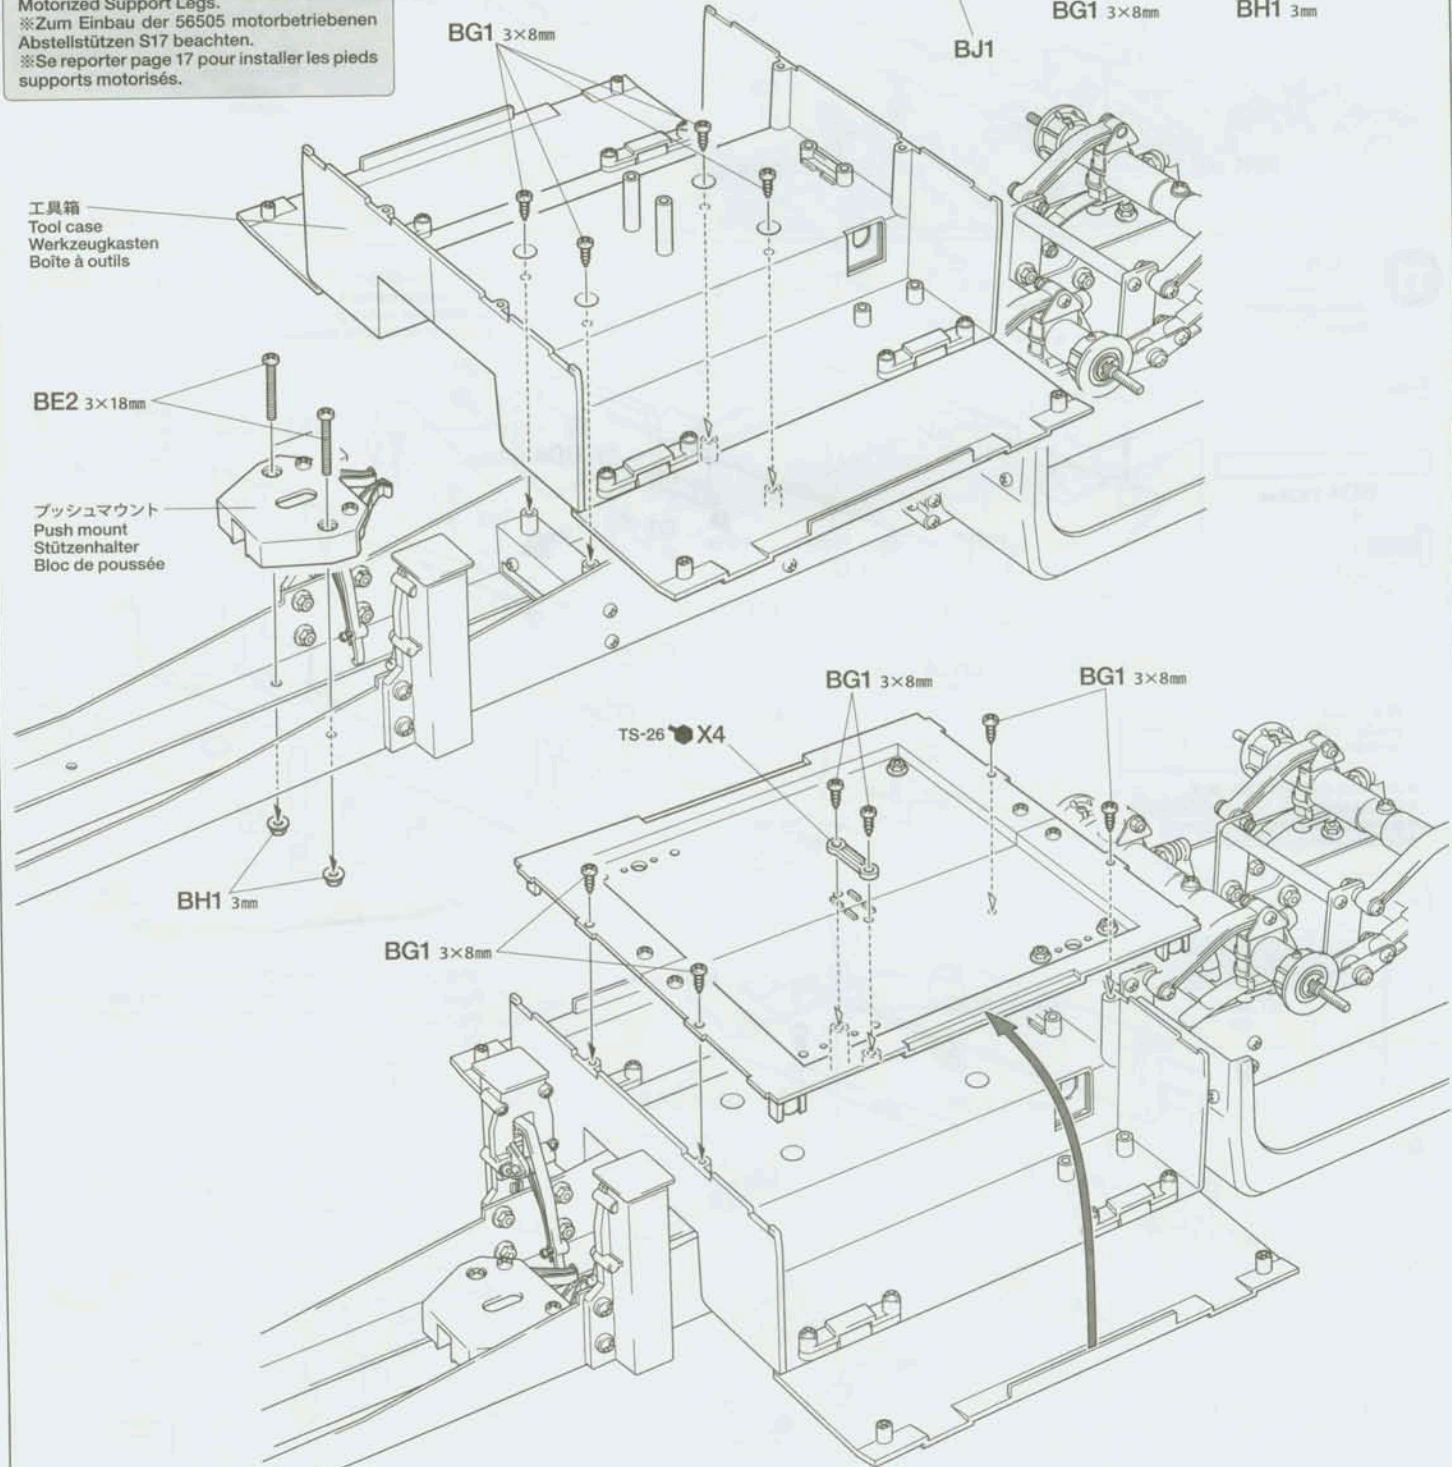 Motorized Support Legs.
※Zum Einbau der 56505 motorbetriebenen
Abstellstützen S17 beachten.
※Se reporter page 17 pour installer les pieds
supports motorisés.
BG1 3×8mm
BJ1
BG1 3×8mm
BH1 3mm
工具箱
Tool case
Werkzeugkasten
Boîte à outils
BE2 3×18mm
プッシュマウント
Push mount
Stützenhalter
Bloc de poussée
BH1 3mm
TS-26 X4
BG1 3×8mm
BG1 3×8mm
BG1 3×8mm